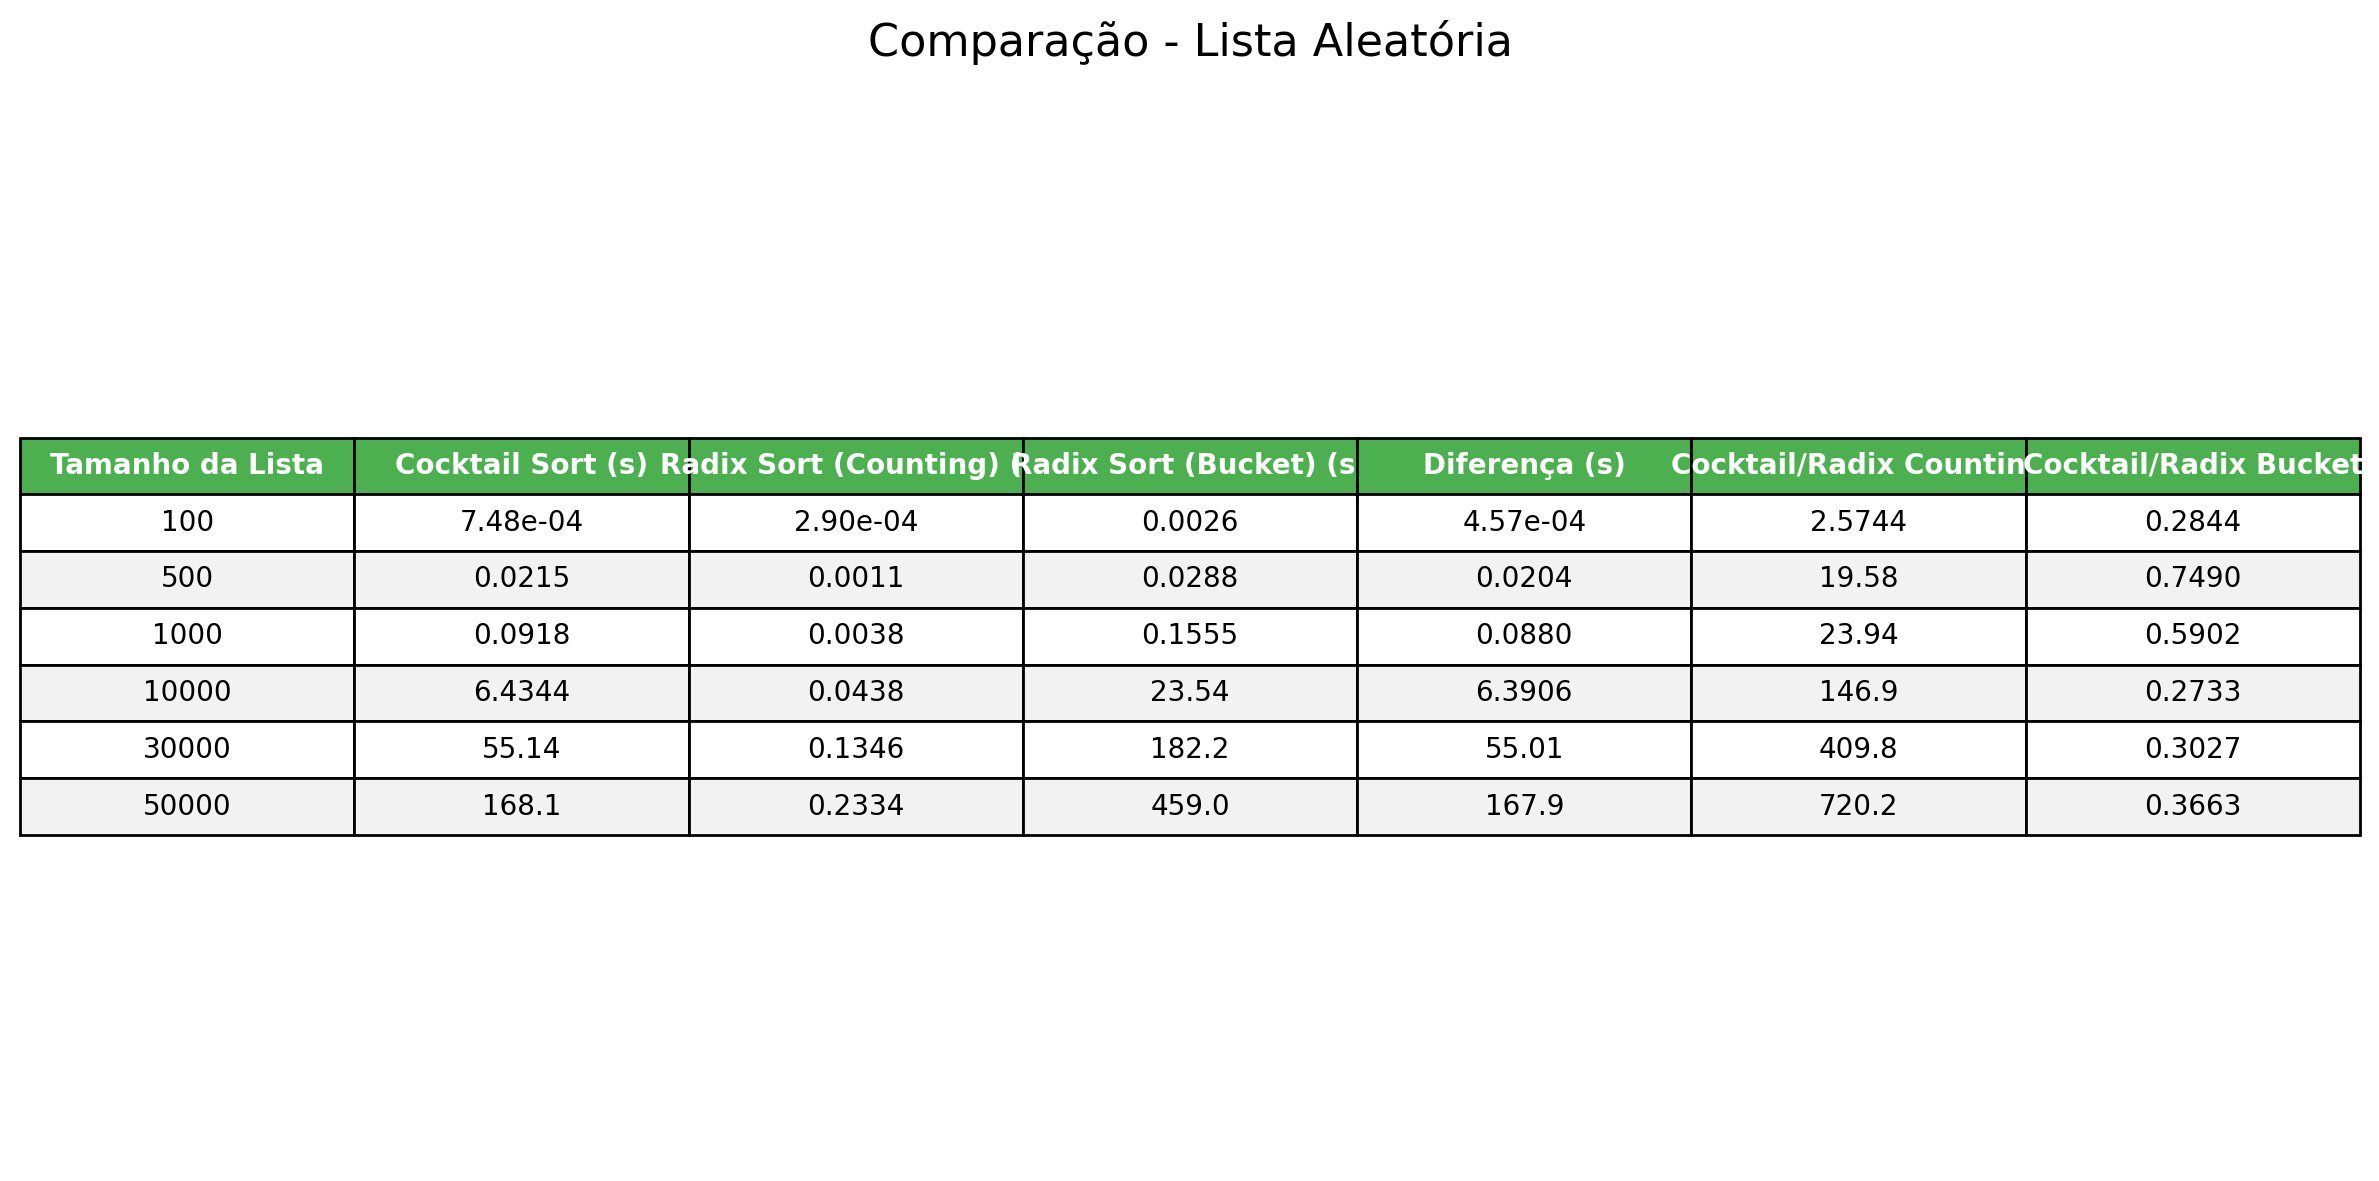 Comparação - Lista Aleatória
Tamanho da Lista Cocktail Sort (s) Radix Sort (Counting) ( Radix Sort (Bucket) (s Diferença (s) Cocktail/Radix Countin Cocktail/Radix Bucket
100 7.48e-04 2.90e-04 0.0026 4.57e-04 2.5744 0.2844
500 0.0215 0.0011 0.0288 0.0204 19.58 0.7490
1000 0.0918 0.0038 0.1555 0.0880 23.94 0.5902
10000 6.4344 0.0438 23.54 6.3906 146.9 0.2733
30000 55.14 0.1346 182.2 55.01 409.8 0.3027
50000 168.1 0.2334 459.0 167.9 720.2 0.3663